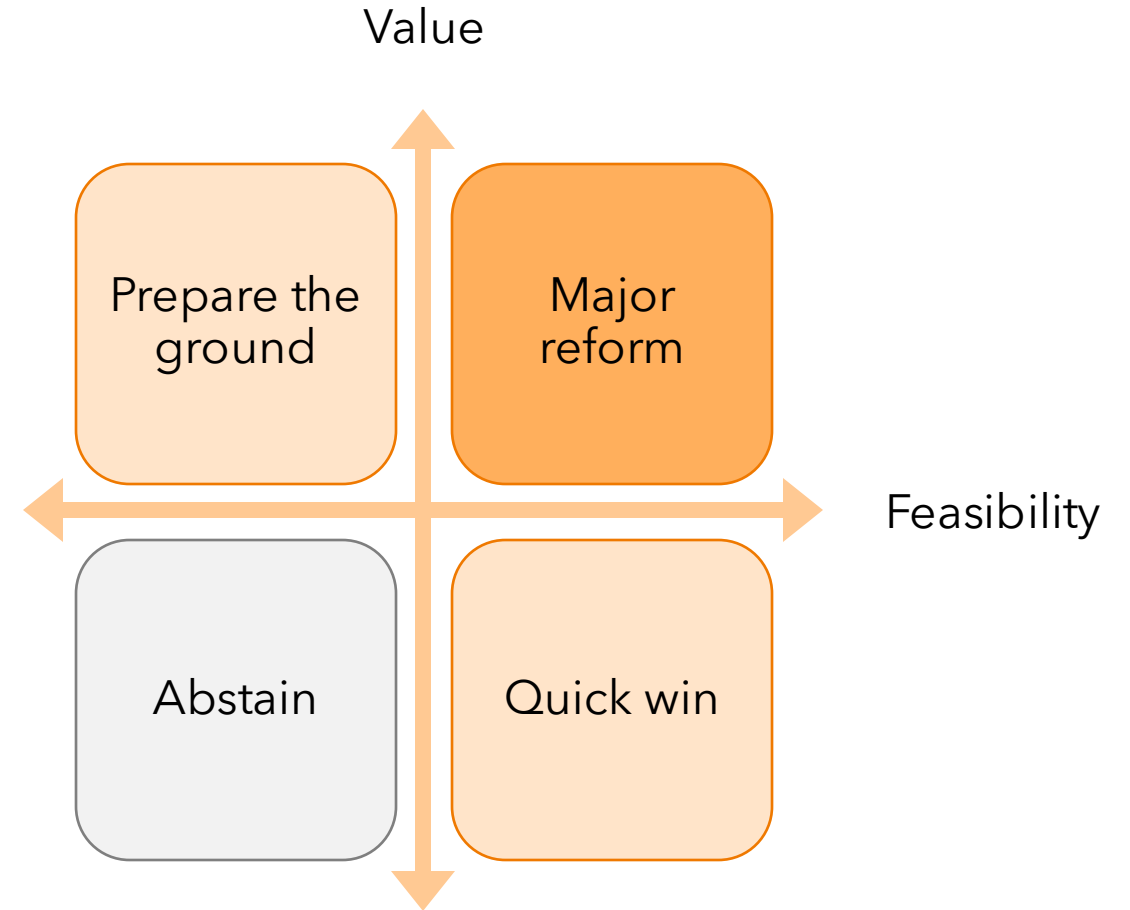 Value
Prepare the
ground
Major
reform
Feasibility
Abstain
Quick win